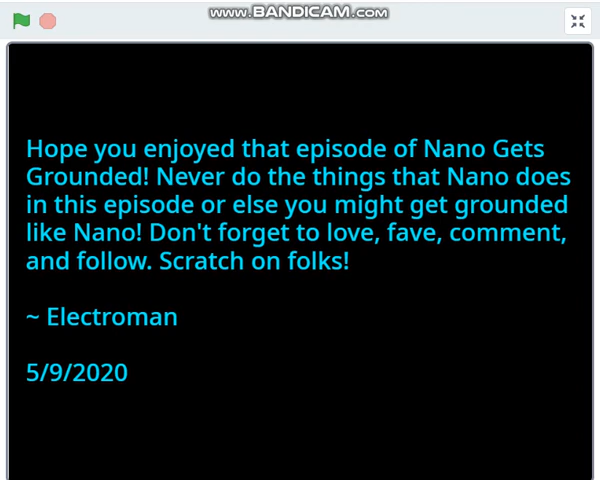 www.BANDICAM.com
Hope you enjoyed that episode of Nano Gets
Grounded! Never do the things that Nano does
in this episode or else you might get grounded
like Nano! Don't forget to love, fave, comment,
and follow. Scratch on folks!
~ Electroman
5/9/2020